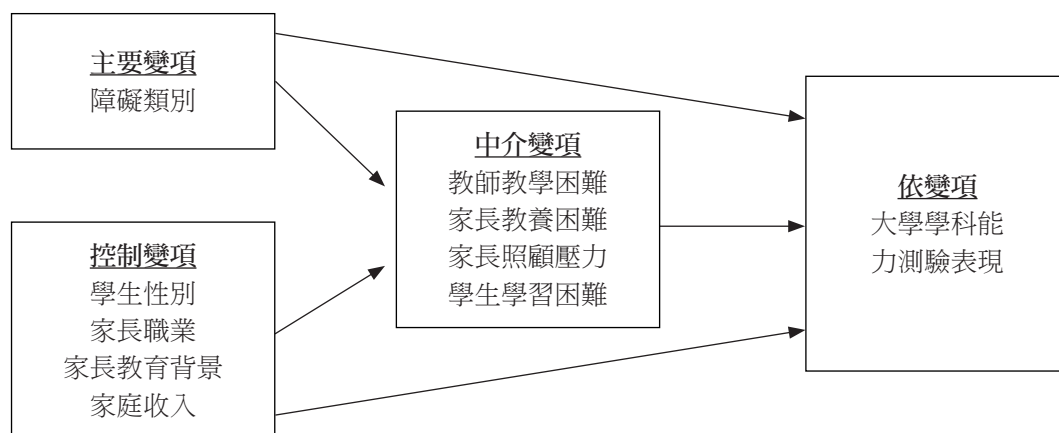 主要變項
障礙類別
控制變項
學生性別
家長職業
家長教育背景
家庭收入
中介變項
教師教學困難
家長教養困難
家長照顧壓力
學生學習困難
依變項
大學學科能
力測驗表現